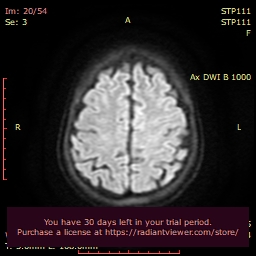 Im: 20/54
Se: 3
STP111
STP111
F
A
Ax DWI B 1000
R
L
You have 30 days left in your trial period.
Purchase a license at https://radiantviewer.com/store/